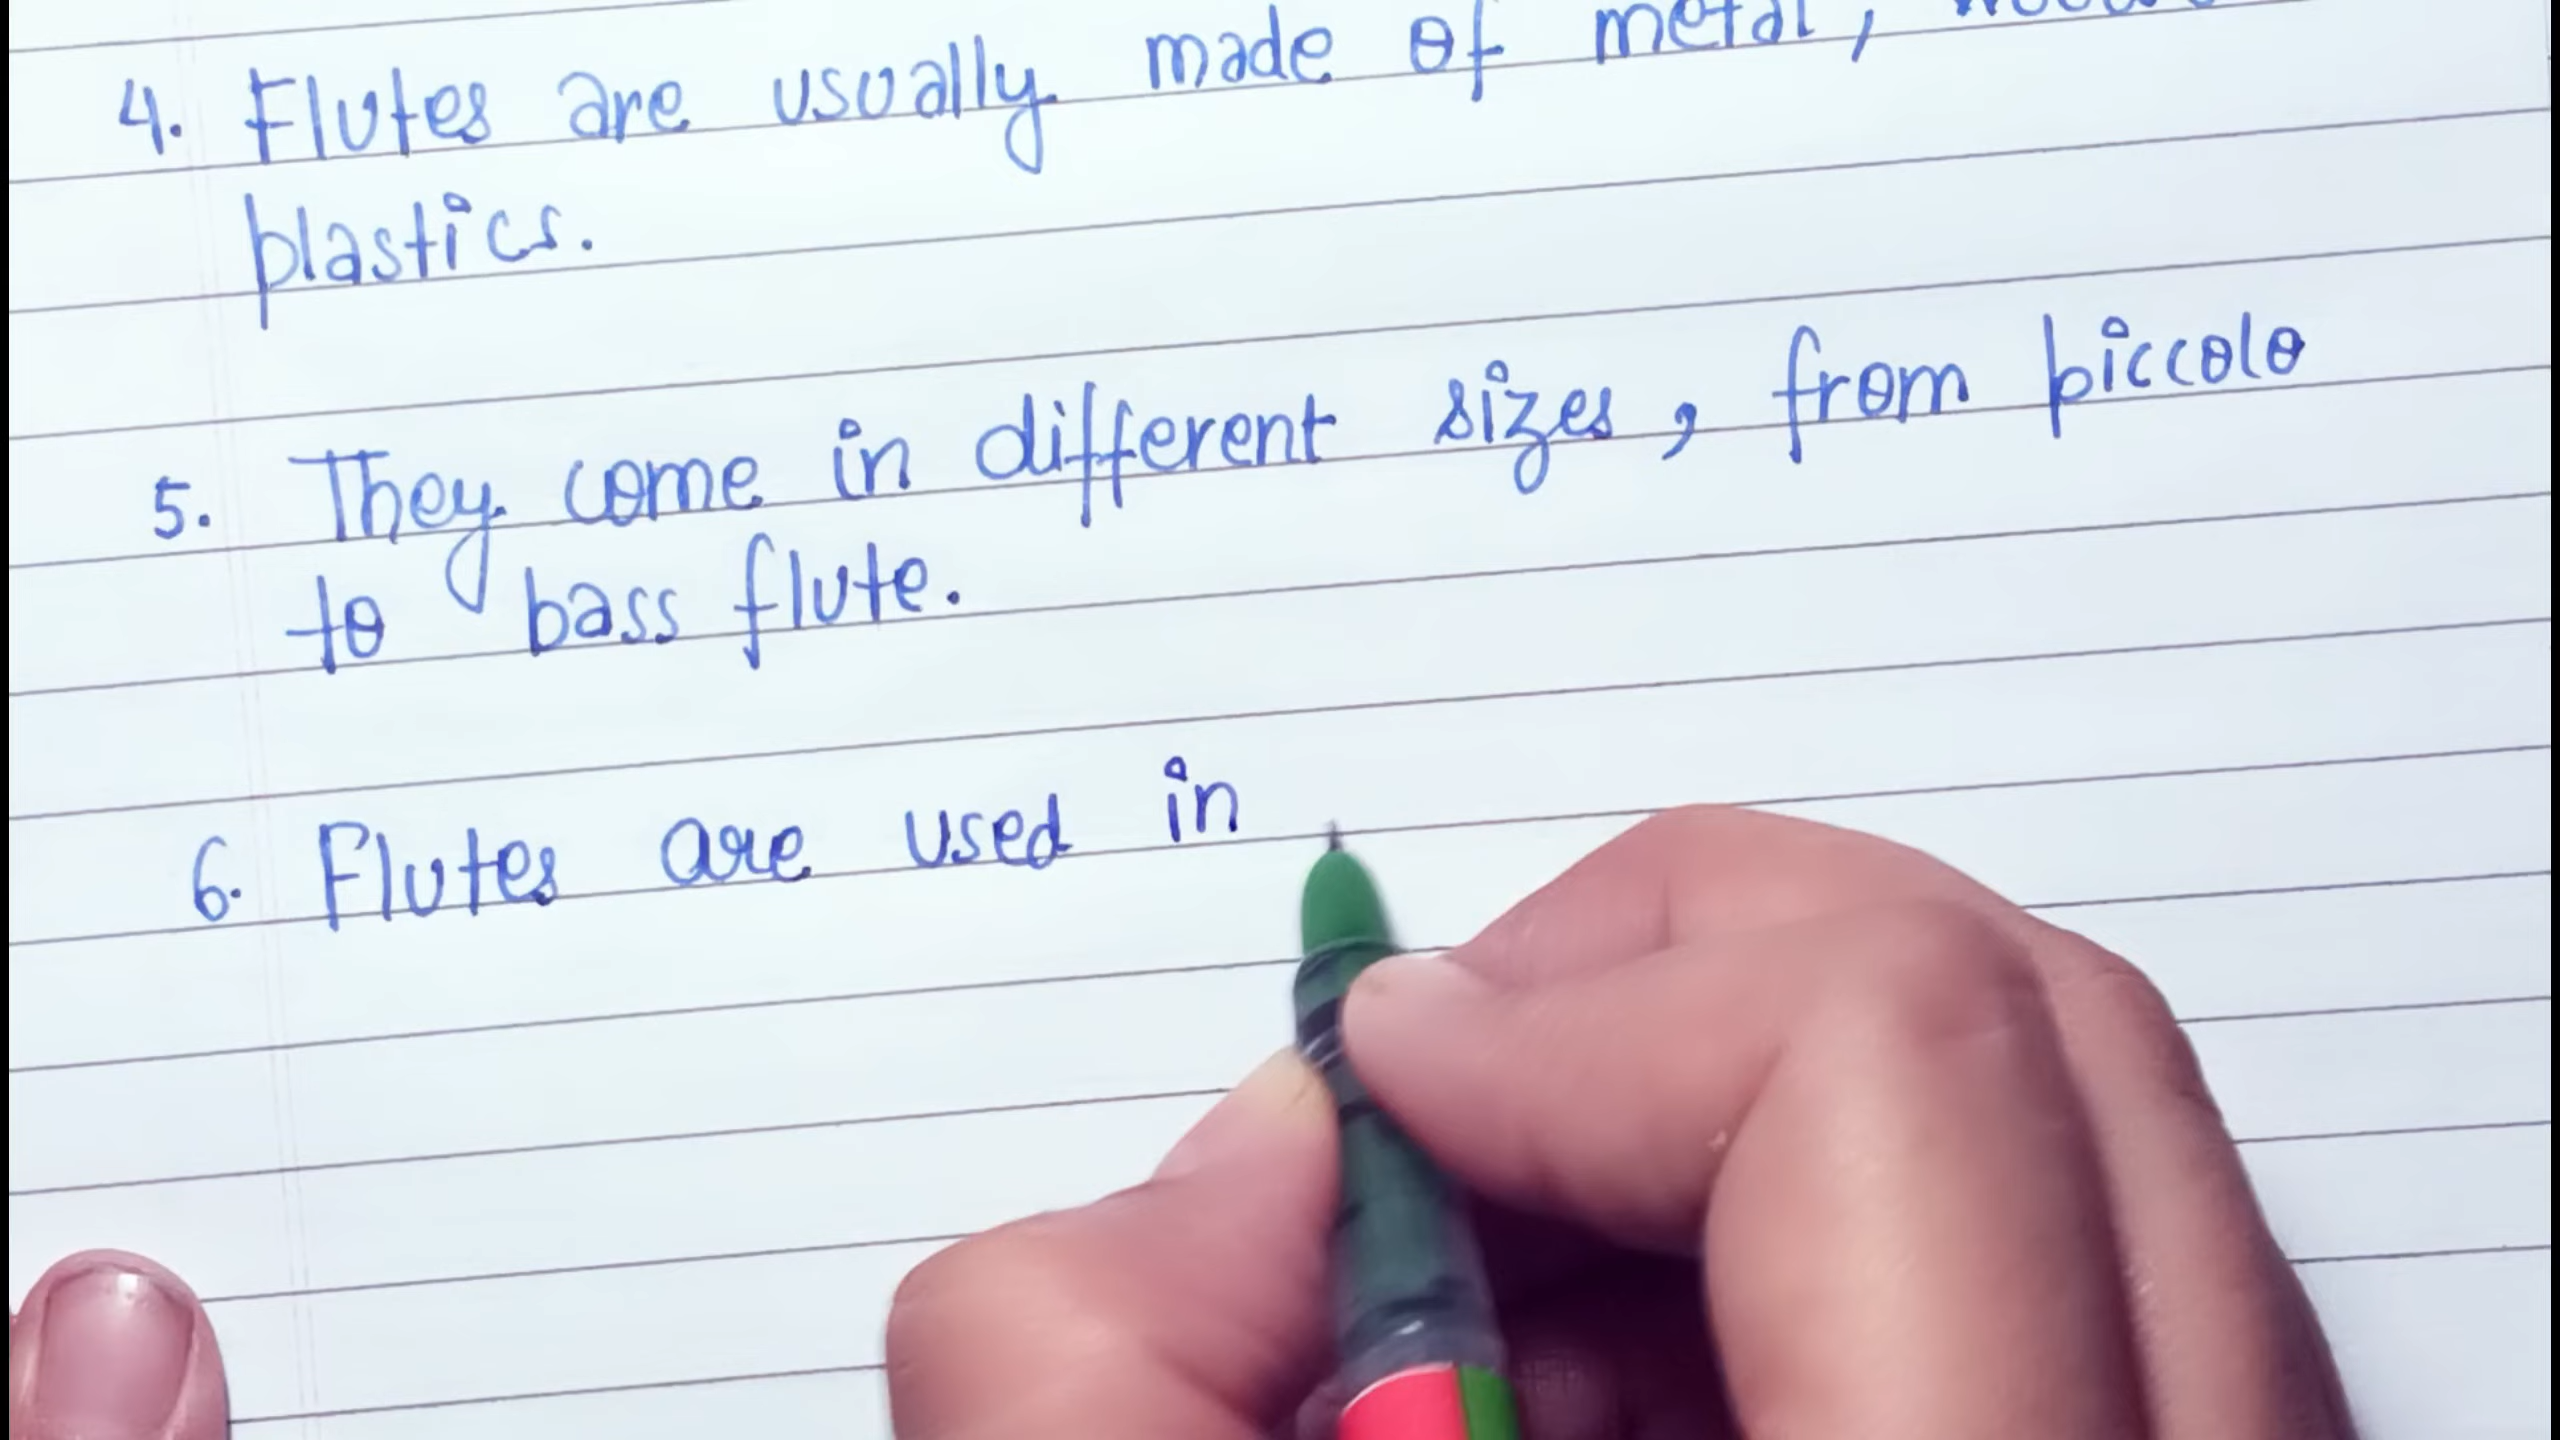 4. Flutes are usually made of metal,
plastics.
5. They come in different sizes, from piccolo
to bass flute.
6. Flutes are used in